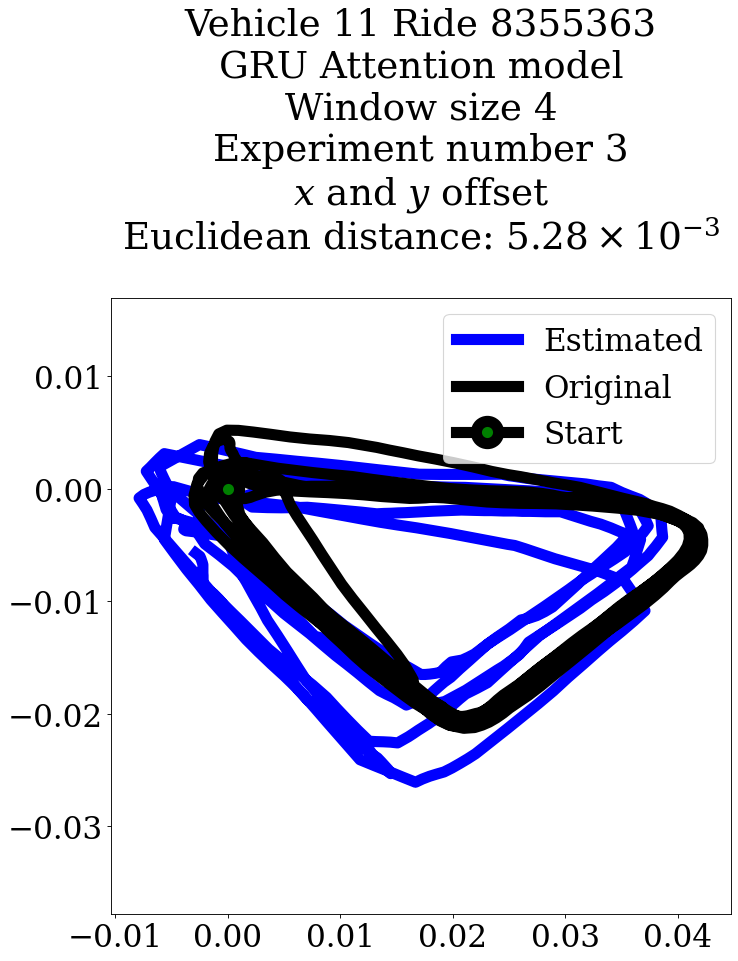 Vehicle 11 Ride 8355363
GRU Attention model
Window size 4
Experiment number 3
x and y offset
Euclidean distance: 5.28 × 10⁻³
Estimated
Original
Start
0.01
0.00
−0.01
−0.02
−0.03
−0.01 0.00 0.01 0.02 0.03 0.04